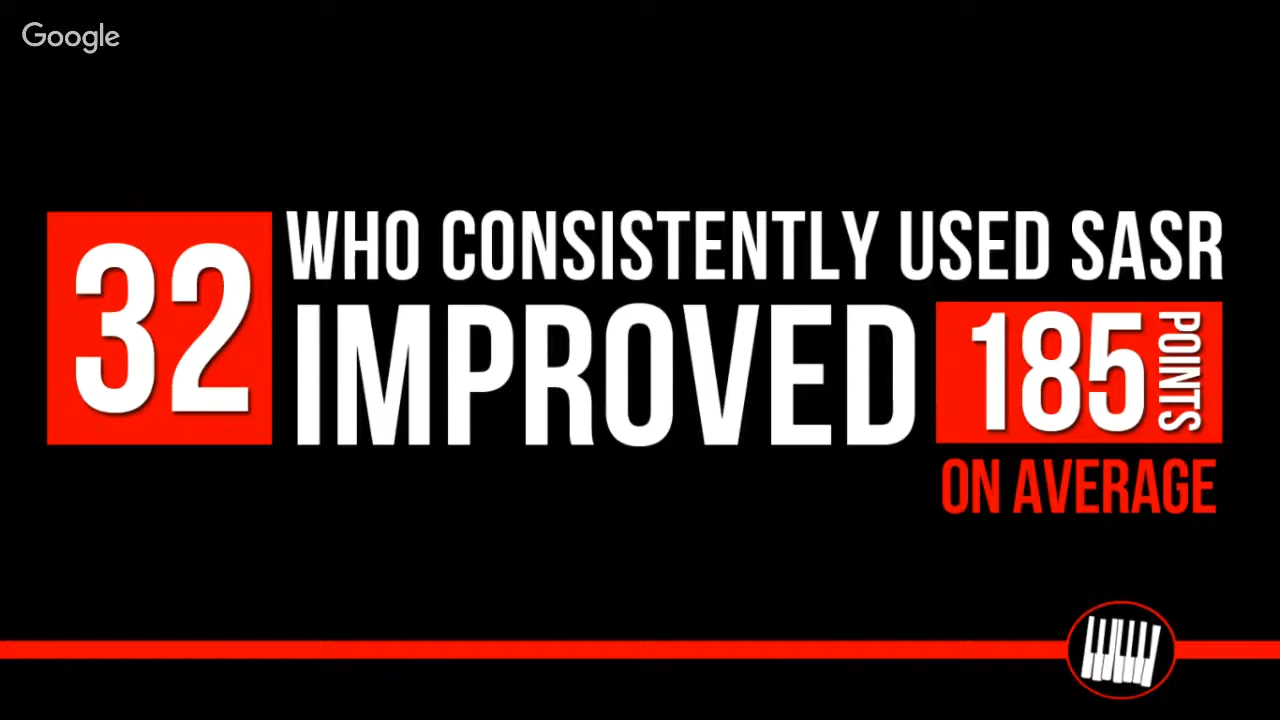 Google
32 WHO CONSISTENTLY USED SASR
IMPROVED 185 POINTS
ON AVERAGE